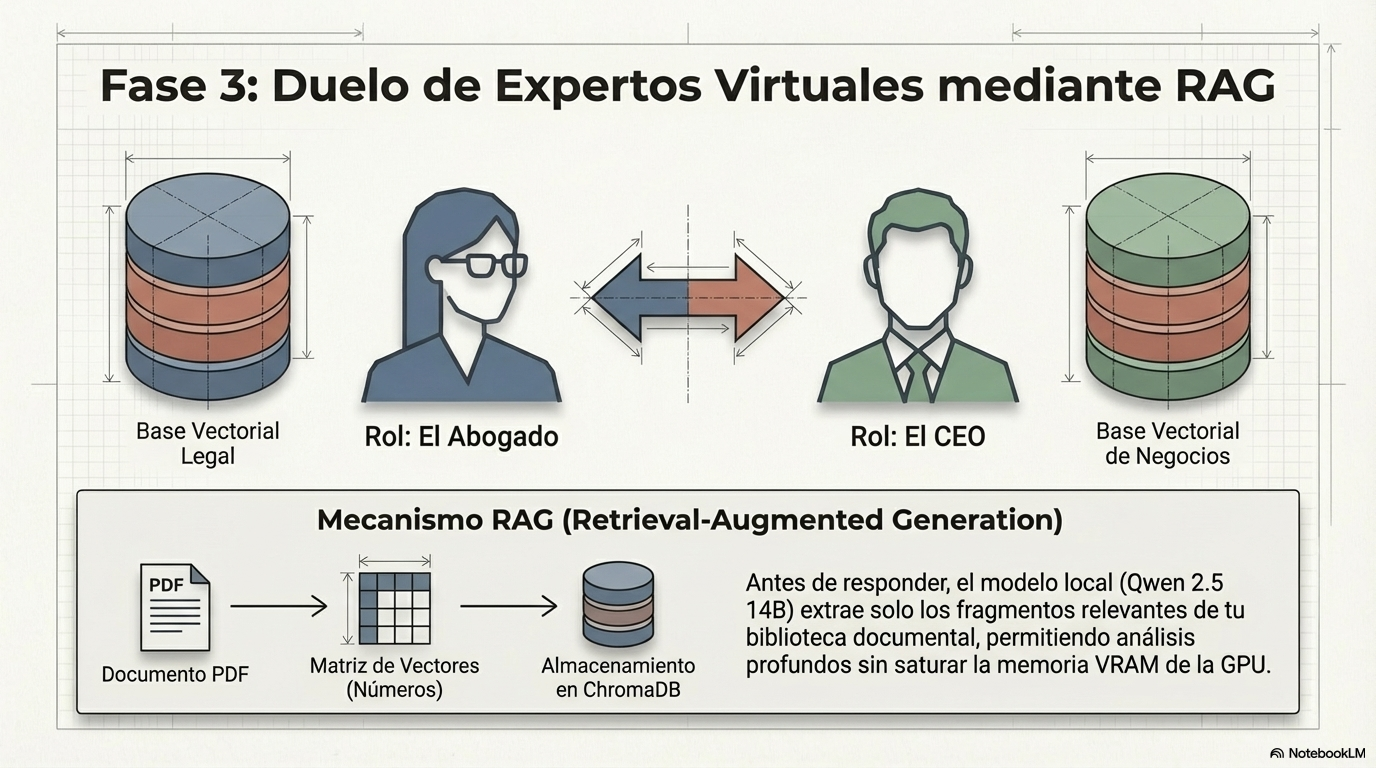 Fase 3: Duelo de Expertos Virtuales mediante RAG
Base Vectorial
Legal
Rol: El Abogado
Rol: El CEO
Base Vectorial
de Negocios
Mecanismo RAG (Retrieval-Augmented Generation)
PDF
Documento PDF
Matriz de Vectores
(Números)
Almacenamiento
en ChromaDB
Antes de responder, el modelo local (Qwen 2.5
14B) extrae solo los fragmentos relevantes de tu
biblioteca documental, permitiendo análisis
profundos sin saturar la memoria VRAM de la GPU.
NotebookLM